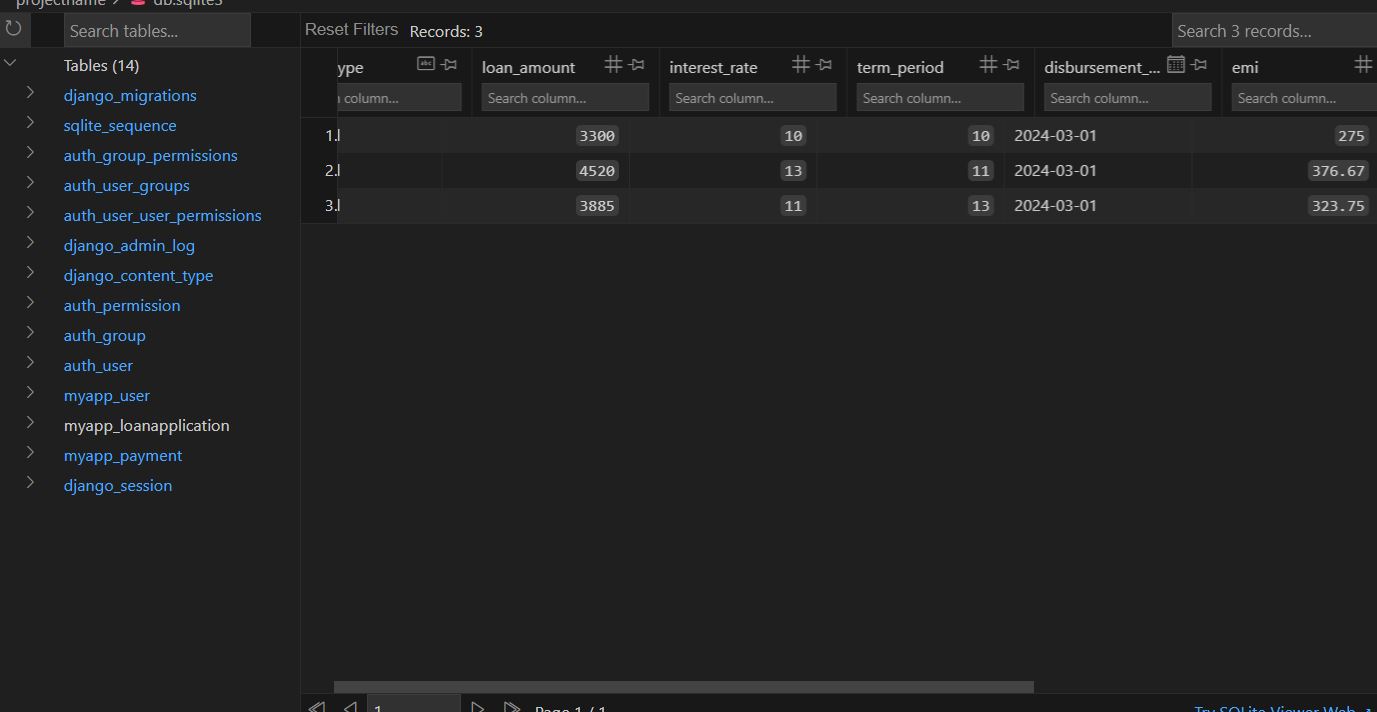 projectname > db.sqlite3
Search tables...
Reset Filters Records: 3
Search 3 records...
Tables (14)
django_migrations
sqlite_sequence
auth_group_permissions
auth_user_groups
auth_user_user_permissions
django_admin_log
django_content_type
auth_permission
auth_group
auth_user
myapp_user
myapp_loanapplication
myapp_payment
django_session
ype abc loan_amount interest_rate term_period disbursement_... emi
column... Search column... Search column... Search column... Search column... Search column...
1. 3300 10 10 2024-03-01 275
2. 4520 13 11 2024-03-01 376.67
3. 3885 11 13 2024-03-01 323.75
1 Page 1 / 1
Try SQLite Viewer Web